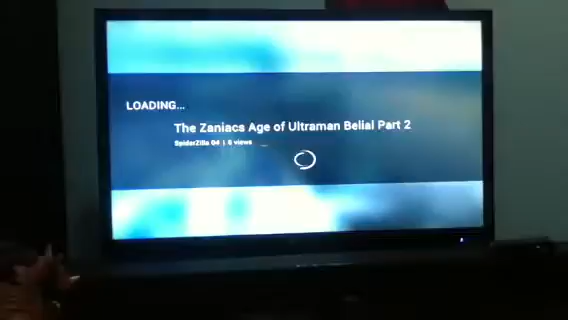 LOADING...
The Zaniacs Age of Ultraman Belial Part 2
SpiderZilla 04 | 6 views